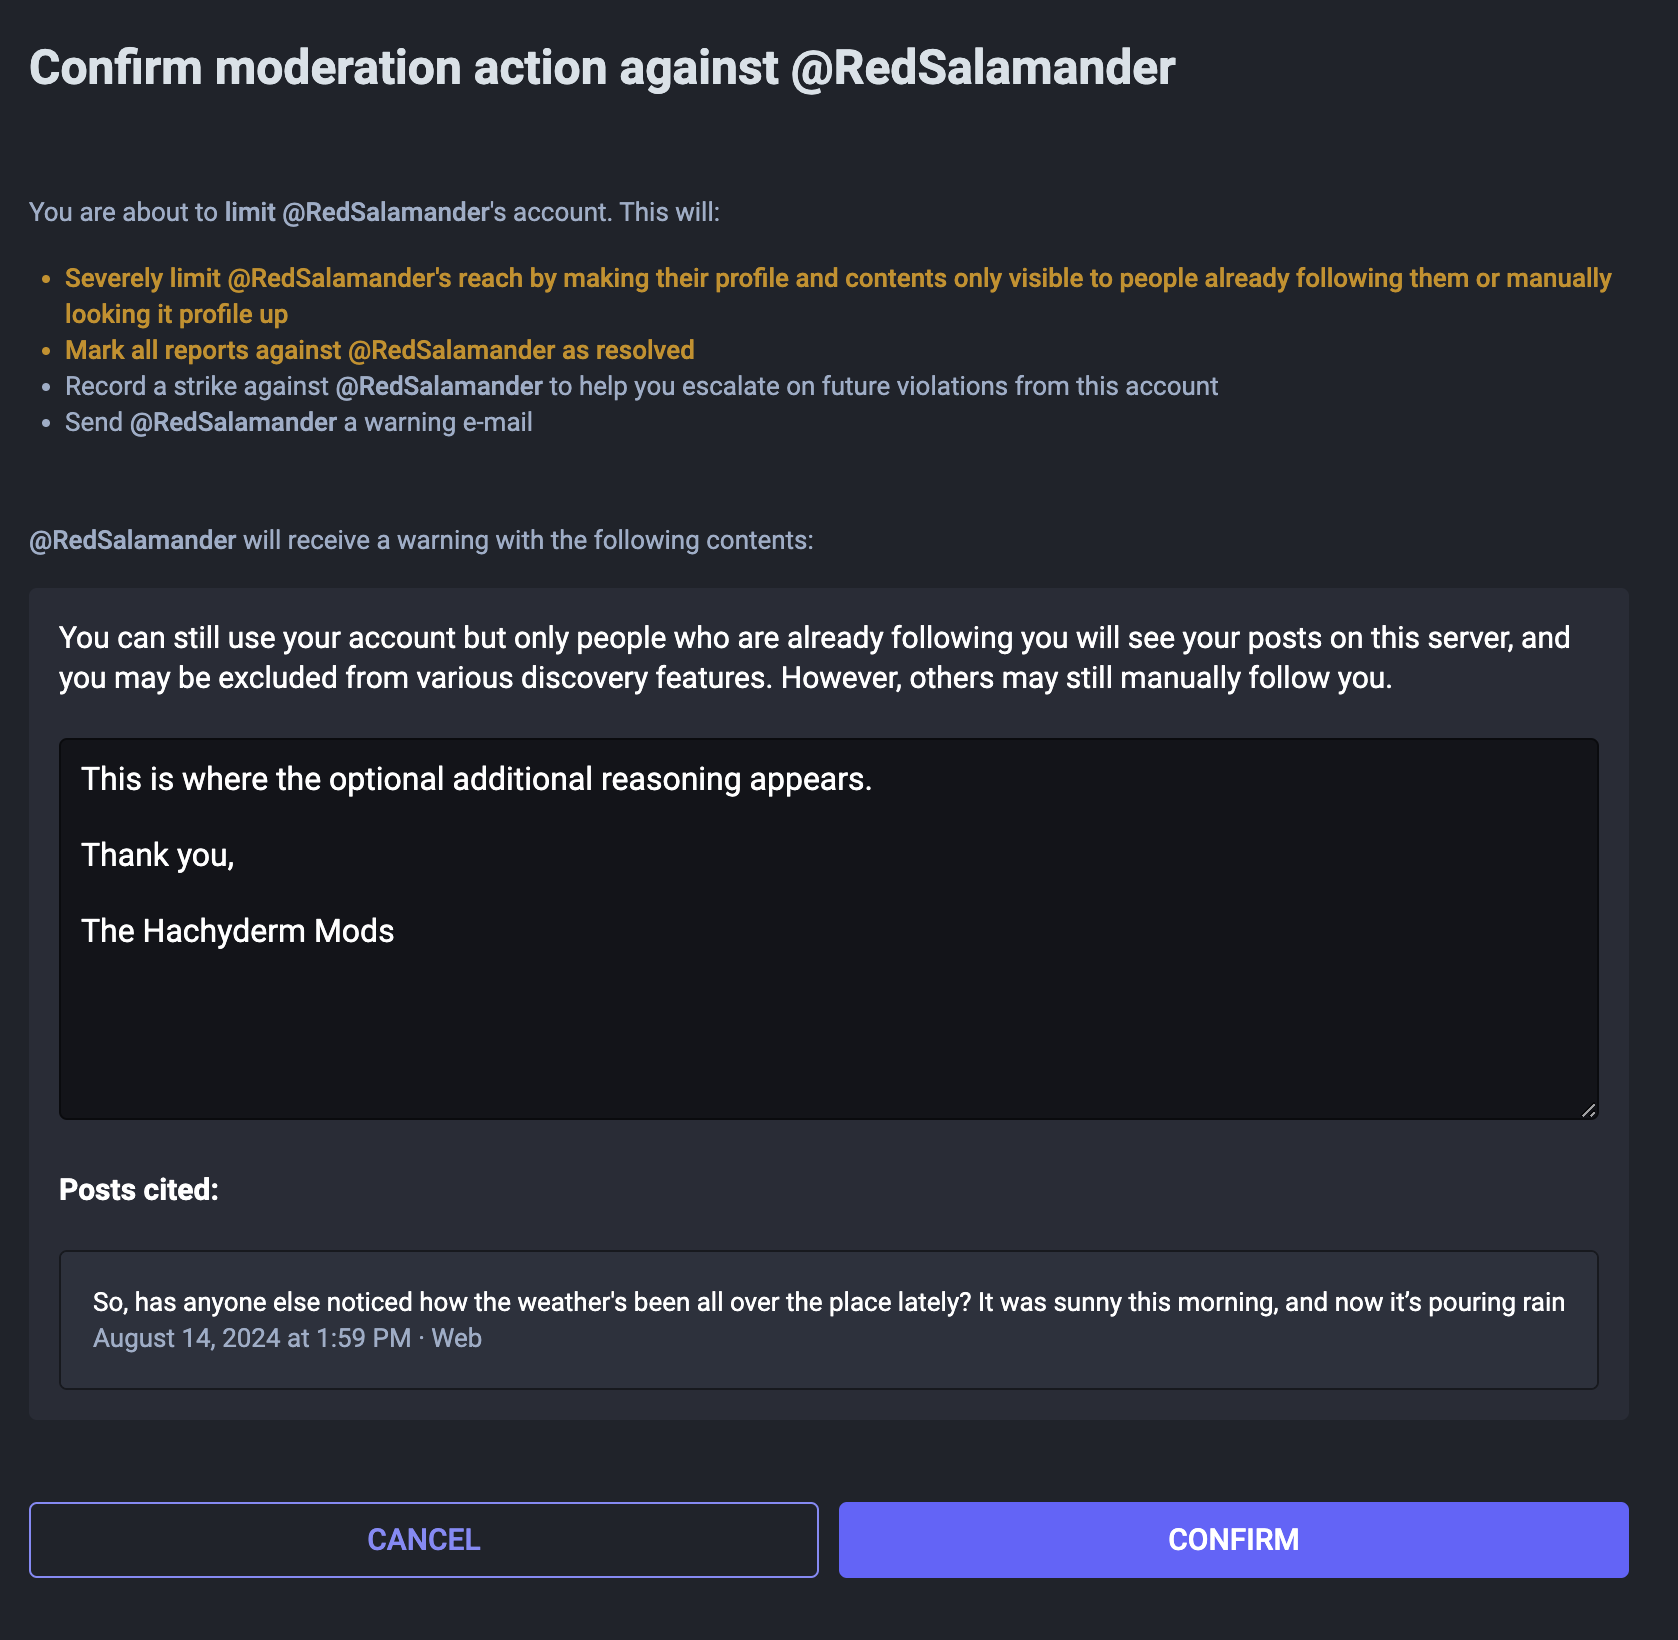 Confirm moderation action against @RedSalamander
You are about to limit @RedSalamander's account. This will:
• Severely limit @RedSalamander's reach by making their profile and contents only visible to people already following them or manually
looking it profile up
• Mark all reports against @RedSalamander as resolved
• Record a strike against @RedSalamander to help you escalate on future violations from this account
• Send @RedSalamander a warning e-mail
@RedSalamander will receive a warning with the following contents:
You can still use your account but only people who are already following you will see your posts on this server, and
you may be excluded from various discovery features. However, others may still manually follow you.
This is where the optional additional reasoning appears.
Thank you,
The Hachyderm Mods
Posts cited:
So, has anyone else noticed how the weather's been all over the place lately? It was sunny this morning, and now it’s pouring rain
August 14, 2024 at 1:59 PM · Web
CANCEL
CONFIRM